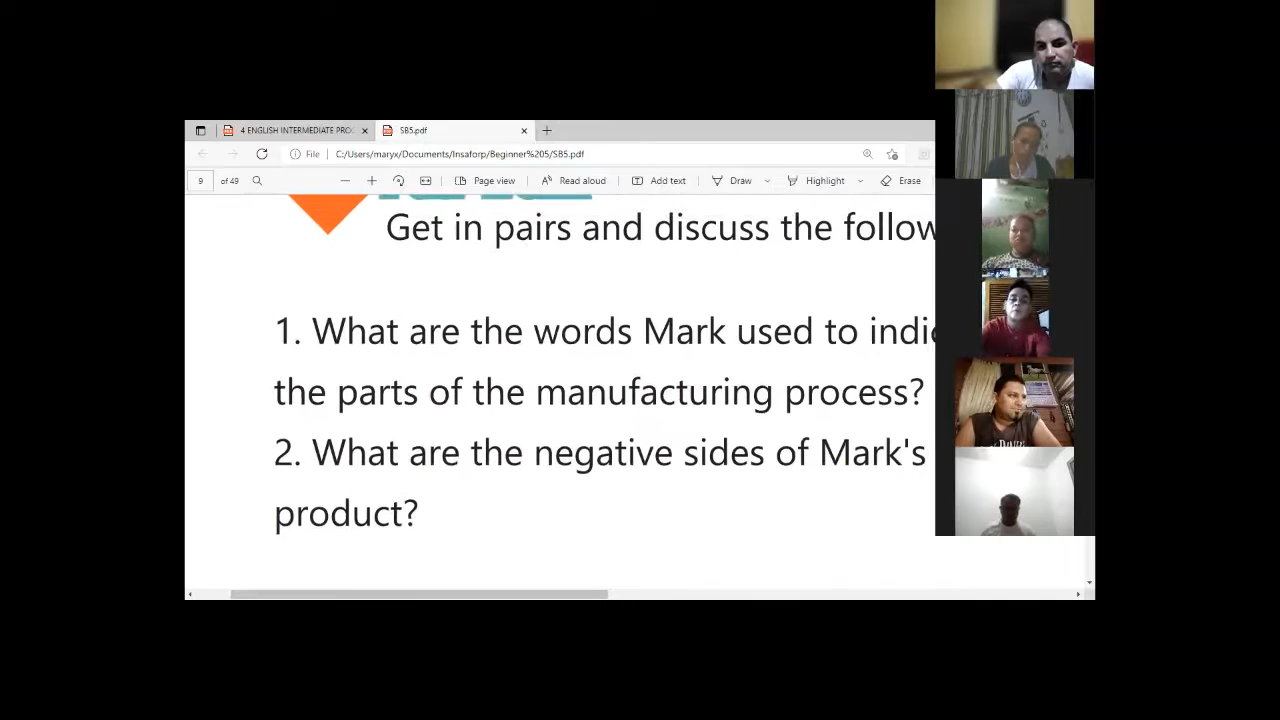 4 ENGLISH INTERMEDIATE PRO
SB5.pdf
File
C:/Users/maryx/Documents/Insaforp/Beginner%205/SB5.pdf
9 of 49
Page view
Read aloud
Add text
Draw
Highlight
Erase
Get in pairs and discuss the follow
1. What are the words Mark used to indic
the parts of the manufacturing process?
2. What are the negative sides of Mark's
product?